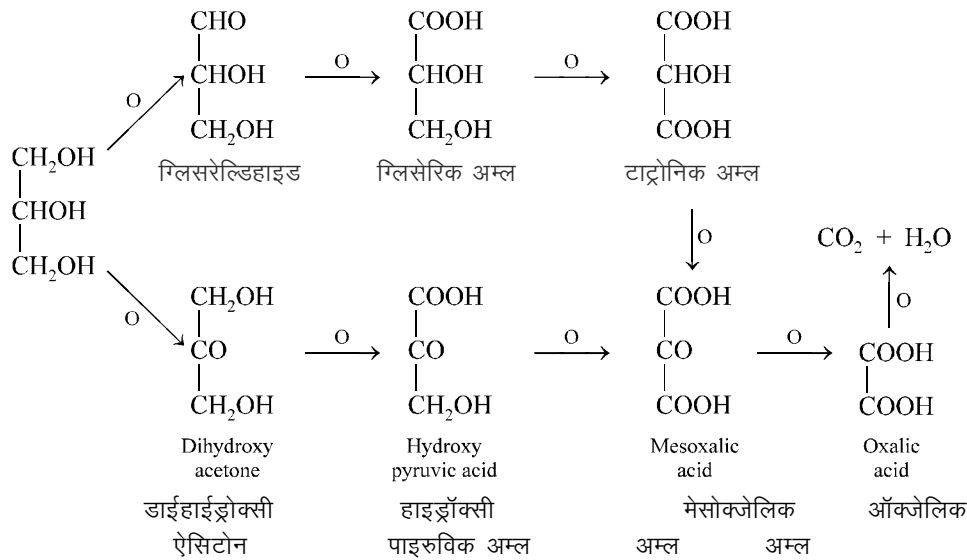 CHO COOH COOH
O CHOH O CHOH O CHOH
CH₂OH CH₂OH COOH
CH₂OH ग्लिसरेल्डिहाइड ग्लिसेरिक अम्ल टाट्रोनिक अम्ल
CHOH
CH₂OH O CO₂ + H₂O
O CH₂OH COOH COOH O
CO O CO O CO O COOH
CH₂OH CH₂OH COOH COOH
Dihydroxy Hydroxy Mesoxalic Oxalic
acetone pyruvic acid acid acid
डाईहाईड्रोक्सी हाइड्रॉक्सी मेसोक्जेलिक ऑक्जेलिक
ऐसिटोन पाइरुविक अम्ल अम्ल अम्ल